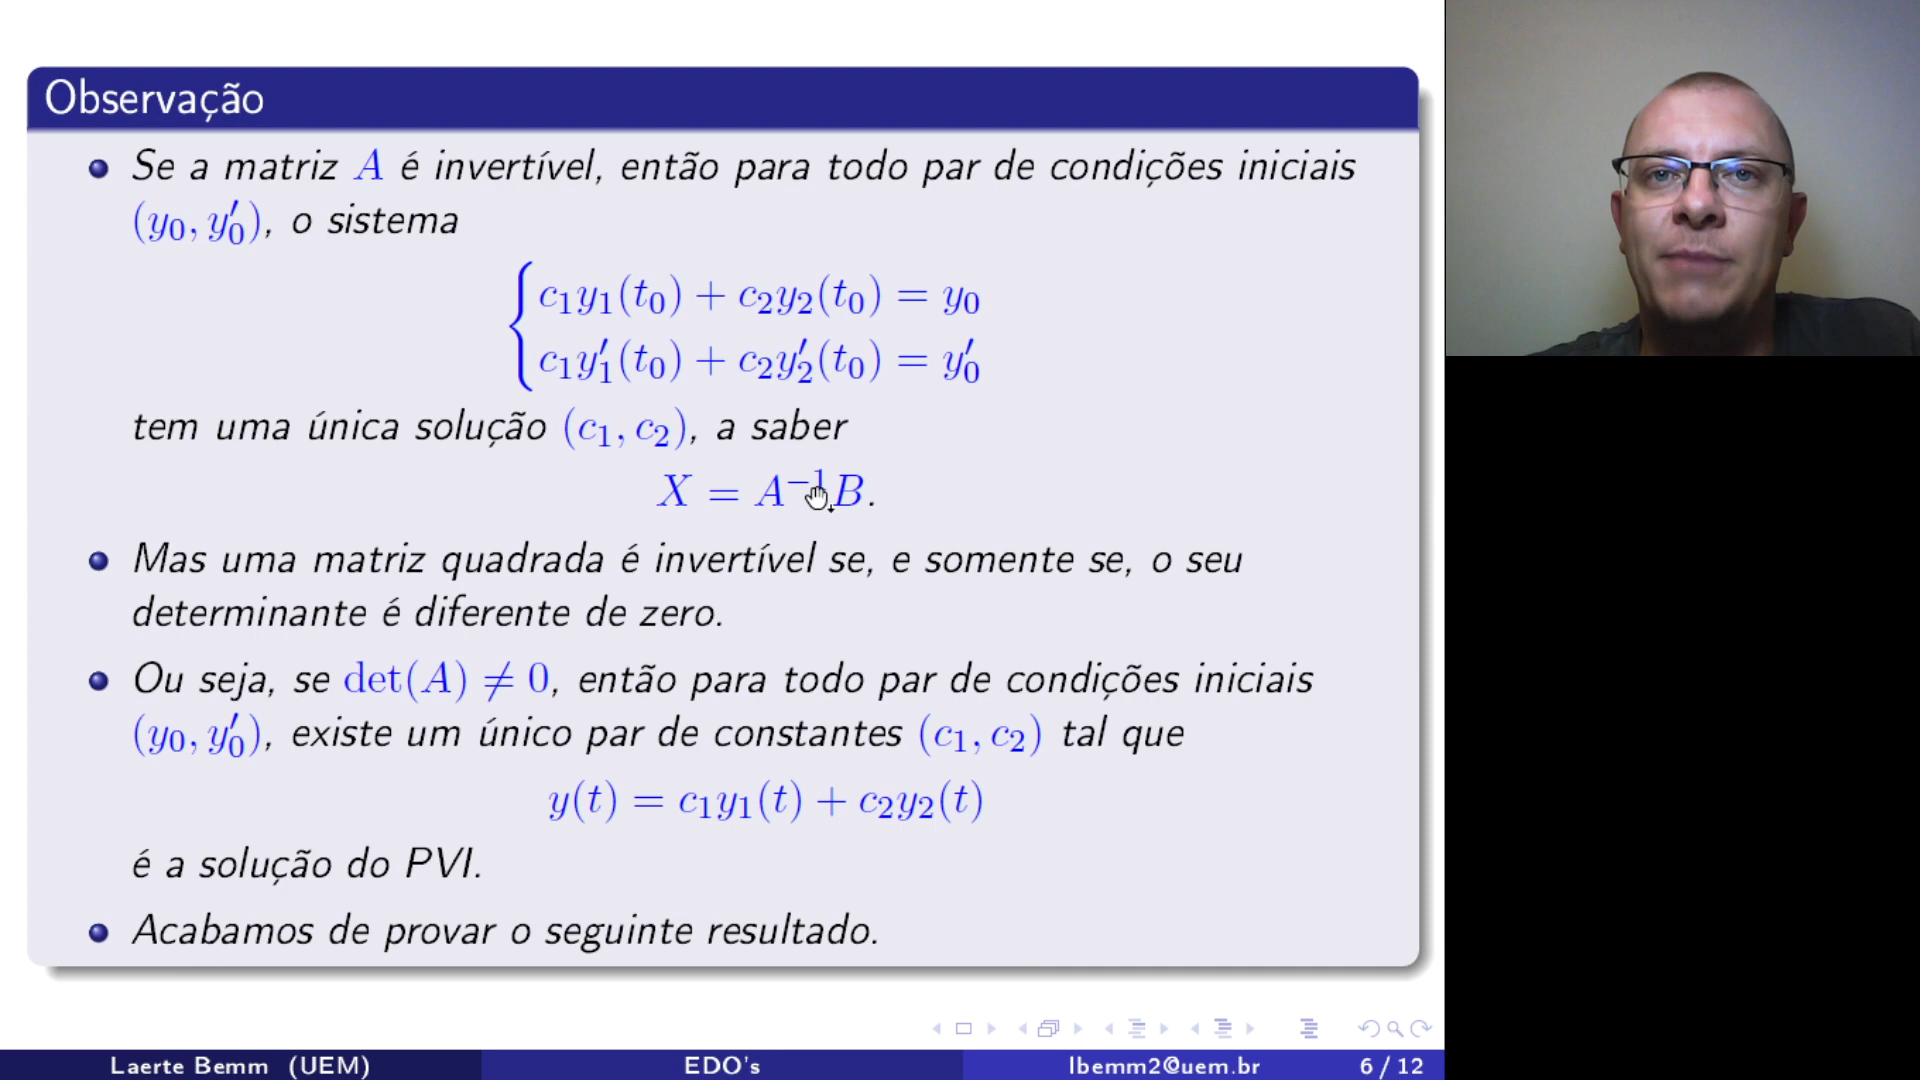 Observação
Se a matriz A é invertível, então para todo par de condições iniciais
(y₀, y′₀), o sistema
c₁y₁(t₀) + c₂y₂(t₀) = y₀
c₁y′₁(t₀) + c₂y′₂(t₀) = y′₀
tem uma única solução (c₁, c₂), a saber
X = A⁻¹B.
Mas uma matriz quadrada é invertível se, e somente se, o seu
determinante é diferente de zero.
Ou seja, se det(A) ≠ 0, então para todo par de condições iniciais
(y₀, y′₀), existe um único par de constantes (c₁, c₂) tal que
y(t) = c₁y₁(t) + c₂y₂(t)
é a solução do PVI.
Acabamos de provar o seguinte resultado.
Laerte Bemm (UEM) EDO's lbemm2@uem.br 6 / 12